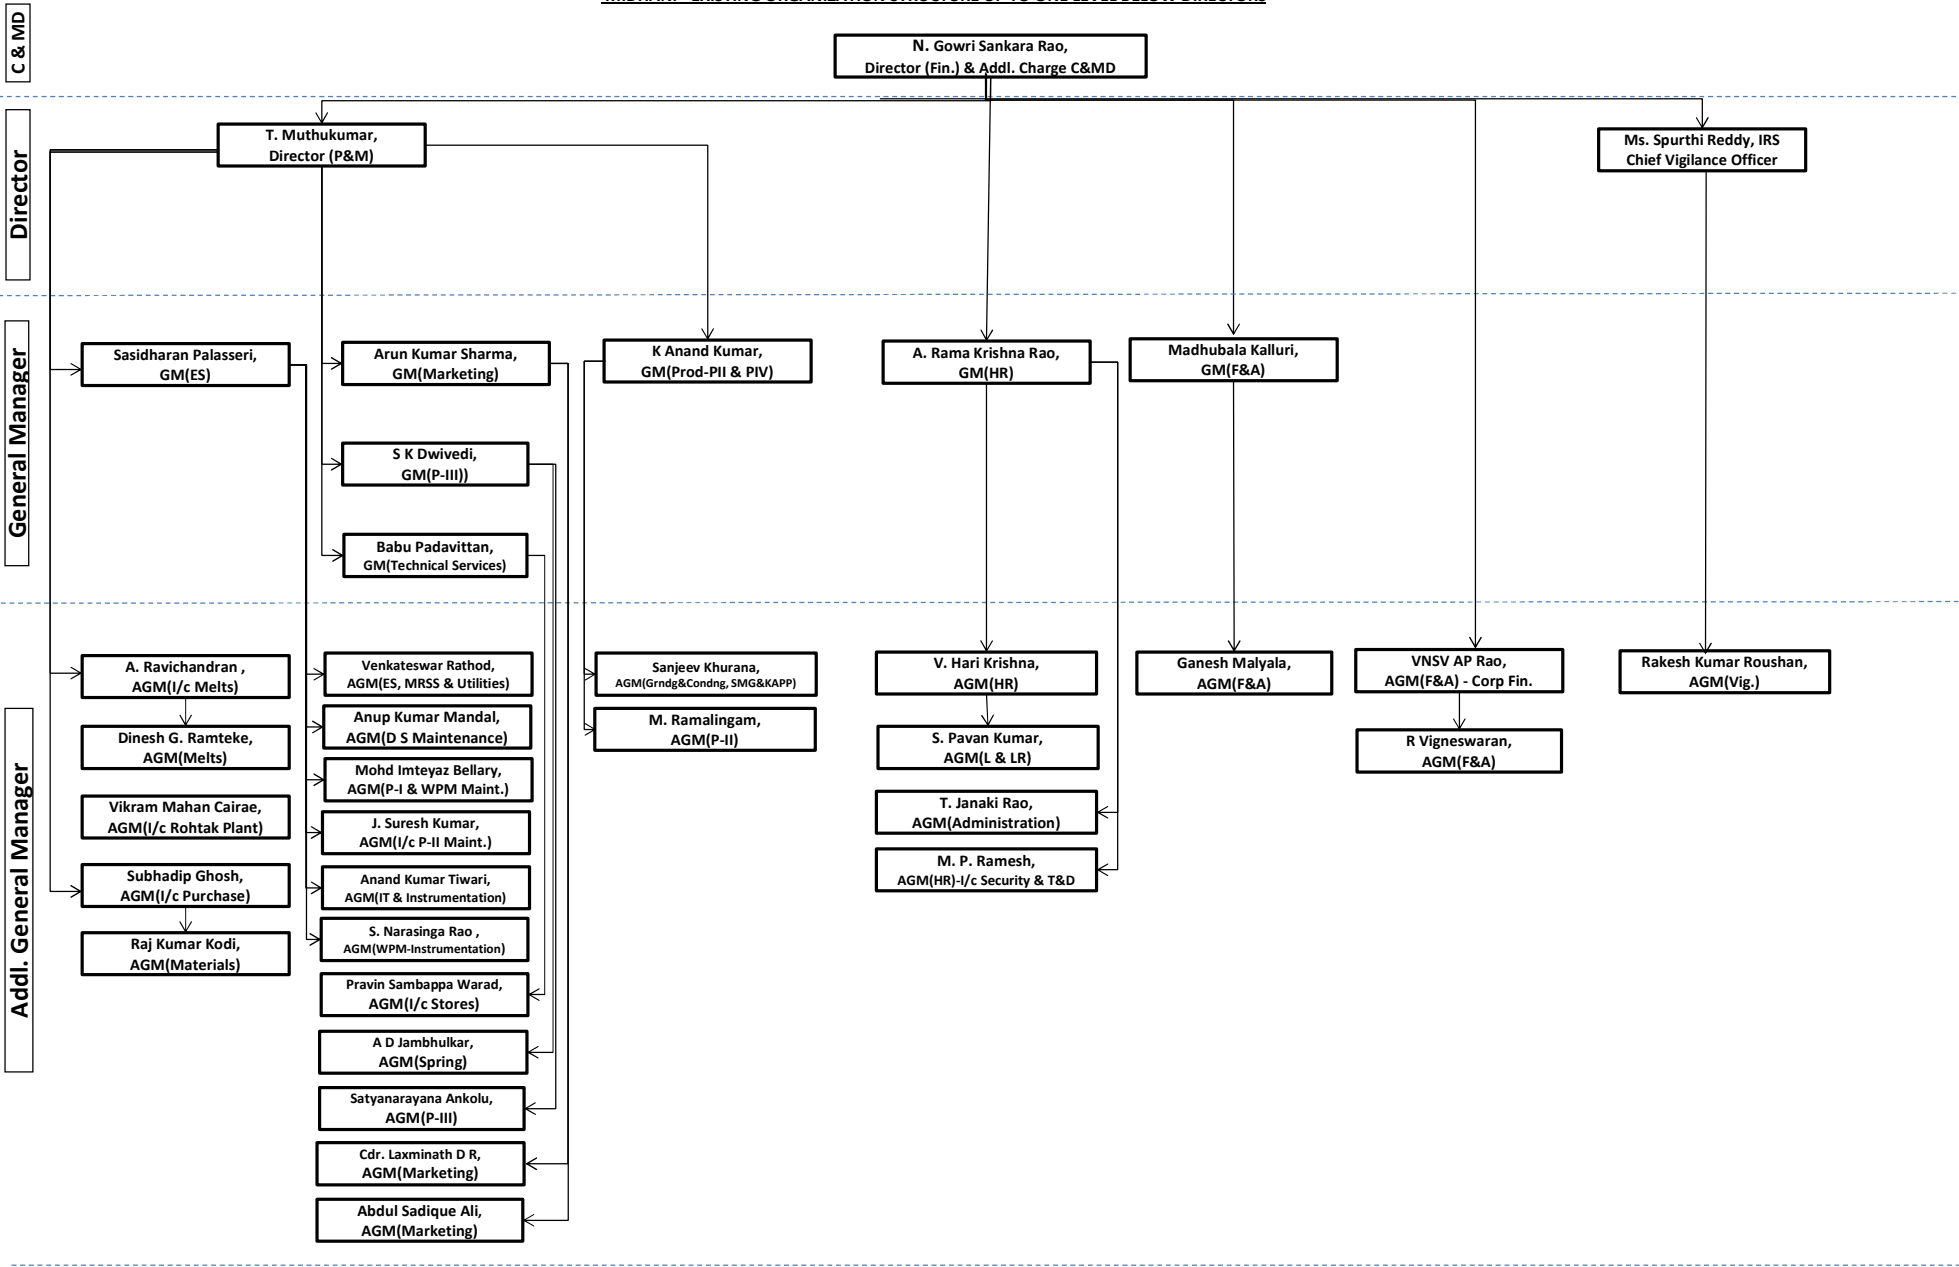 C & MD
N. Gowri Sankara Rao,
Director (Fin.) & Addl. Charge C&MD
Director
T. Muthukumar,
Director (P&M)
Ms. Spurthi Reddy, IRS
Chief Vigilance Officer
General Manager
Sasidharan Palasseri,
GM(ES)
Arun Kumar Sharma,
GM(Marketing)
K Anand Kumar,
GM(Prod-PII & PIV)
A. Rama Krishna Rao,
GM(HR)
Madhubala Kalluri,
GM(F&A)
S K Dwivedi,
GM(P-III))
Babu Padavittan,
GM(Technical Services)
Addl. General Manager
A. Ravichandran ,
AGM(I/c Melts)
Dinesh G. Ramteke,
AGM(Melts)
Vikram Mahan Cairae,
AGM(I/c Rohtak Plant)
Subhadip Ghosh,
AGM(I/c Purchase)
Raj Kumar Kodi,
AGM(Materials)
Venkateswar Rathod,
AGM(ES, MRSS & Utilities)
Anup Kumar Mandal,
AGM(D S Maintenance)
Mohd Imteyaz Bellary,
AGM(P-I & WPM Maint.)
J. Suresh Kumar,
AGM(I/c P-II Maint.)
Anand Kumar Tiwari,
AGM(IT & Instrumentation)
S. Narasinga Rao ,
AGM(WPM-Instrumentation)
Pravin Sambappa Warad,
AGM(I/c Stores)
A D Jambhulkar,
AGM(Spring)
Satyanarayana Ankolu,
AGM(P-III)
Cdr. Laxminath D R,
AGM(Marketing)
Abdul Sadique Ali,
AGM(Marketing)
Sanjeev Khurana,
AGM(Grndg&Condng, SMG&KAPP)
M. Ramalingam,
AGM(P-II)
V. Hari Krishna,
AGM(HR)
S. Pavan Kumar,
AGM(L & LR)
T. Janaki Rao,
AGM(Administration)
M. P. Ramesh,
AGM(HR)-I/c Security & T&D
Ganesh Malyala,
AGM(F&A)
VNSV AP Rao,
AGM(F&A) - Corp Fin.
R Vigneswaran,
AGM(F&A)
Rakesh Kumar Roushan,
AGM(Vig.)